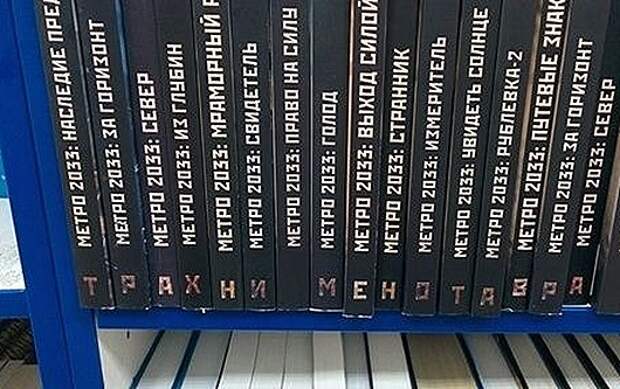 МЕТРО 2033: НАСЛЕДИЕ ПРЕД
МЕТРО 2033: ЗА ГОРИЗОНТ
МЕТРО 2033: СЕВЕР
МЕТРО 2033: ИЗ ГЛУБИН
МЕТРО 2033: МРАМОРНЫЙ Р
МЕТРО 2033: СВИДЕТЕЛЬ
МЕТРО 2033: ПРАВО НА СИЛУ
МЕТРО 2033: ГОЛОД
МЕТРО 2033: ВЫХОД СИЛОЙ
МЕТРО 2033: СТРАННИК
МЕТРО 2033: ИЗМЕРИТЕЛЬ
МЕТРО 2033: УВИДЕТЬ СОЛНЦЕ
МЕТРО 2033: РУБЛЕВКА-2
МЕТРО 2033: ПУТЕВЫЕ ЗНАК
МЕТРО 2033: ЗА ГОРИЗОНТ
МЕТРО 2033: СЕВЕР
ТРАХНИ МЕНОТАВРА